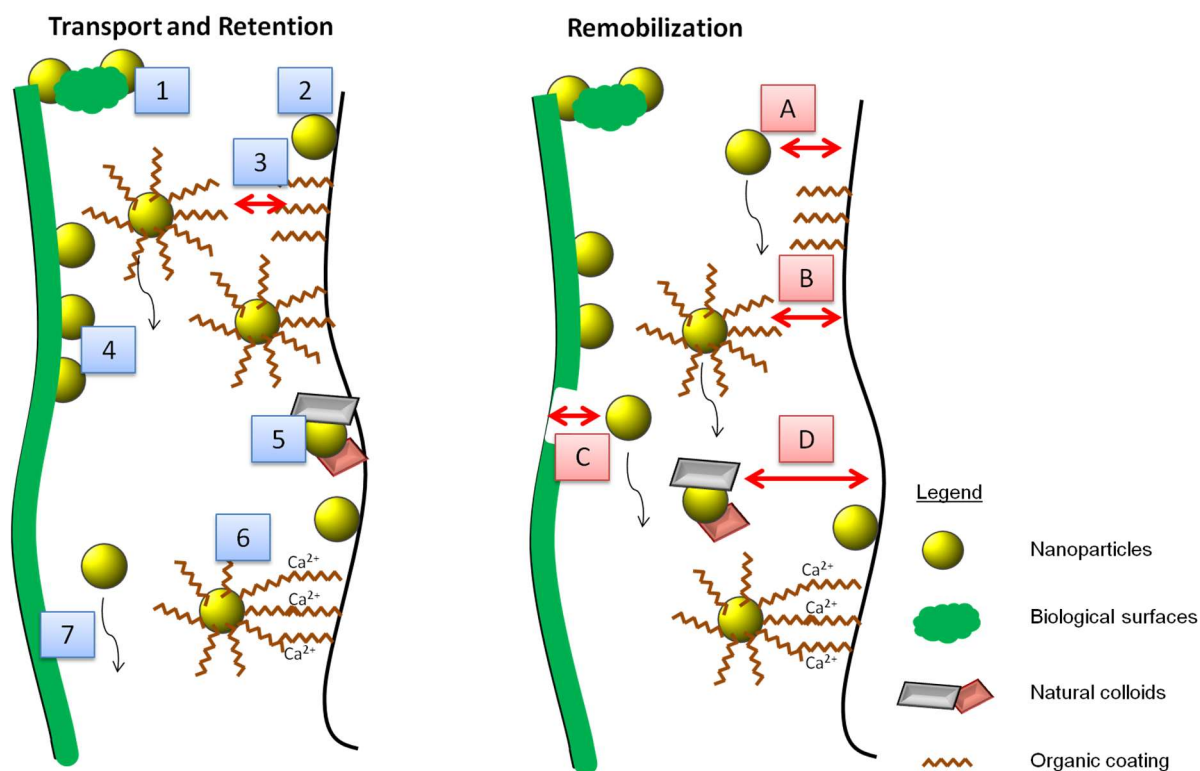 Transport and Retention
1
2
3
4
5
6
Ca²⁺
Ca²⁺
Ca²⁺
7
Remobilization
A
B
C
D
Ca²⁺
Ca²⁺
Ca²⁺
Legend
Nanoparticles
Biological surfaces
Natural colloids
Organic coating